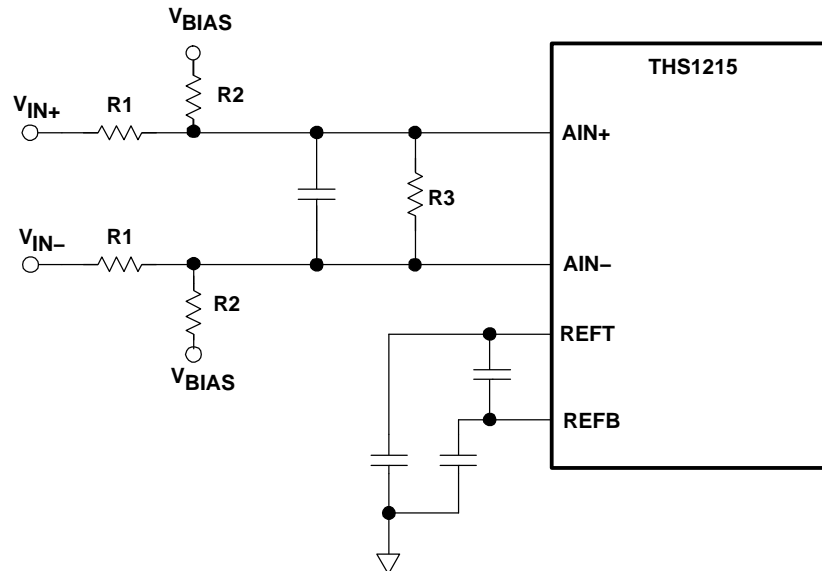 VBIAS
THS1215
R2
VIN+
R1
AIN+
R3
VIN–
R1
AIN–
R2
REFT
VBIAS
REFB